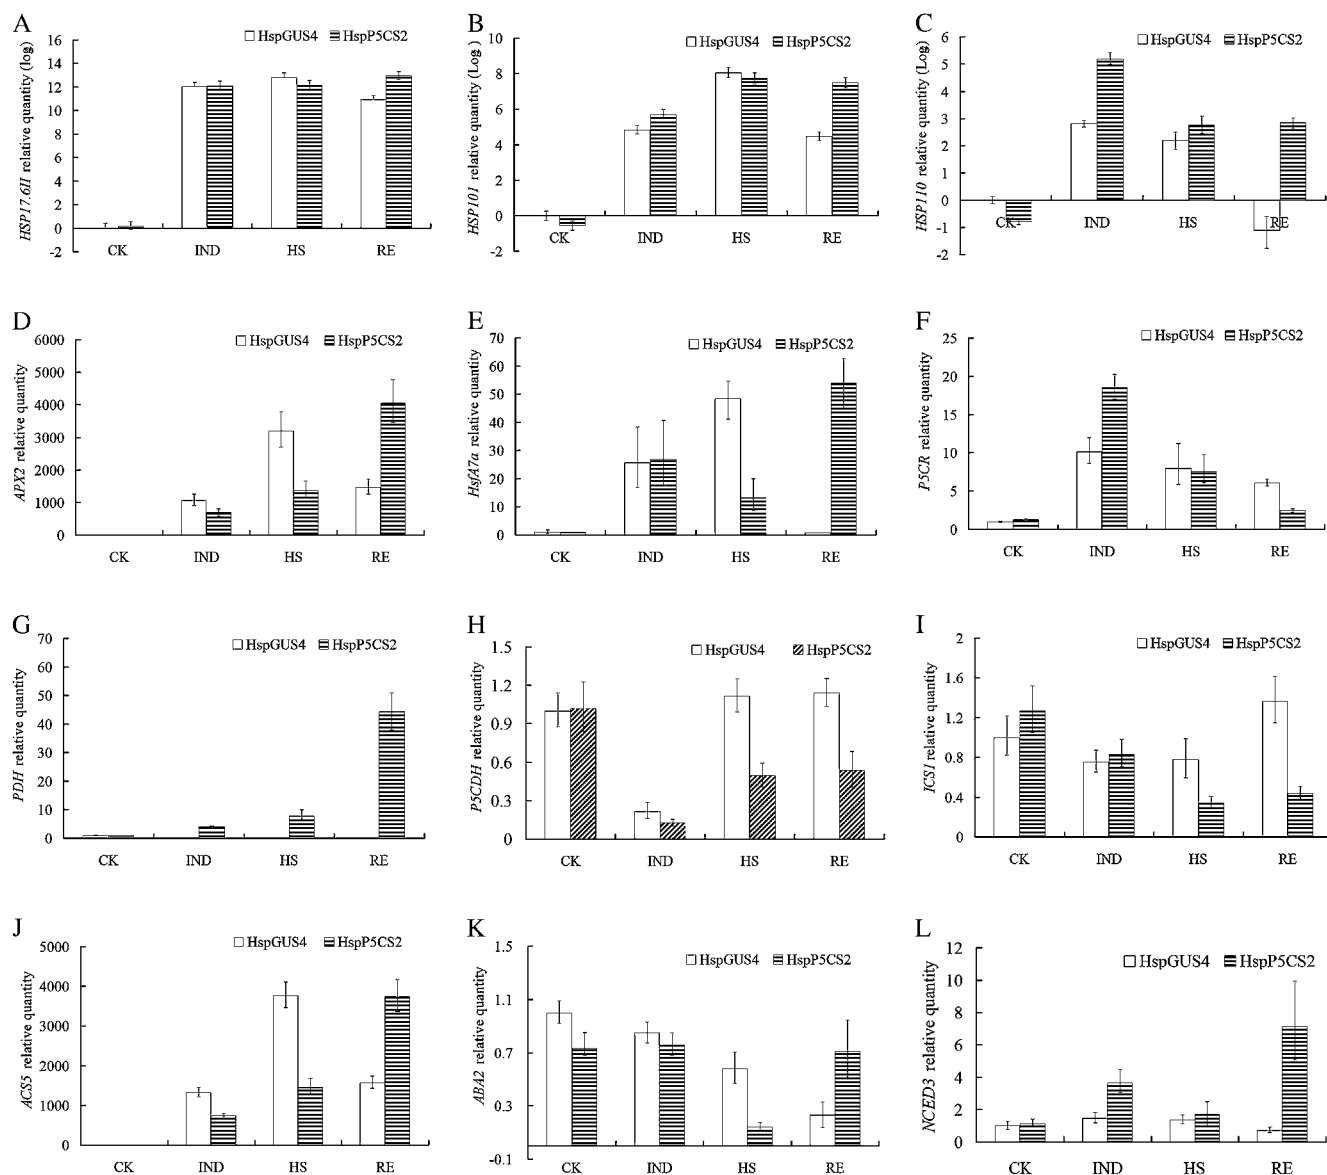 A
HSP17.6II relative quantity (log)
HspGUS4 HspP5CS2
16
14
12
10
8
6
4
2
0
-2
CK IND HS RE
B
HSP101 relative quantity (Log)
HspGUS4 HspP5CS2
10
8
6
4
2
0
-2
CK IND HS RE
C
HSP110 relative quantity (Log)
HspGUS4 HspP5CS2
6
5
4
3
2
1
0
-1
-2
CK IND HS RE
D
APX2 relative quantity
HspGUS4 HspP5CS2
6000
5000
4000
3000
2000
1000
0
CK IND HS RE
E
HsfA7a relative quantity
HspGUS4 HspP5CS2
70
60
50
40
30
20
10
0
CK IND HS RE
F
P5CR relative quantity
HspGUS4 HspP5CS2
25
20
15
10
5
0
CK IND HS RE
G
PDH relative quantity
HspGUS4 HspP5CS2
70
60
50
40
30
20
10
0
CK IND HS RE
H
P5CDH relative quantity
HspGUS4 HspP5CS2
1.5
1.2
0.9
0.6
0.3
0
CK IND HS RE
I
ICS1 relative quantity
HspGUS4 HspP5CS2
2
1.6
1.2
0.8
0.4
0
CK IND HS RE
J
ACS5 relative quantity
HspGUS4 HspP5CS2
5000
4000
3000
2000
1000
0
CK IND HS RE
K
ABA2 relative quantity
HspGUS4 HspP5CS2
1.5
1.1
0.7
0.3
-0.1
CK IND HS RE
L
NCED3 relative quantity
HspGUS4 HspP5CS2
12
10
8
6
4
2
0
CK IND HS RE